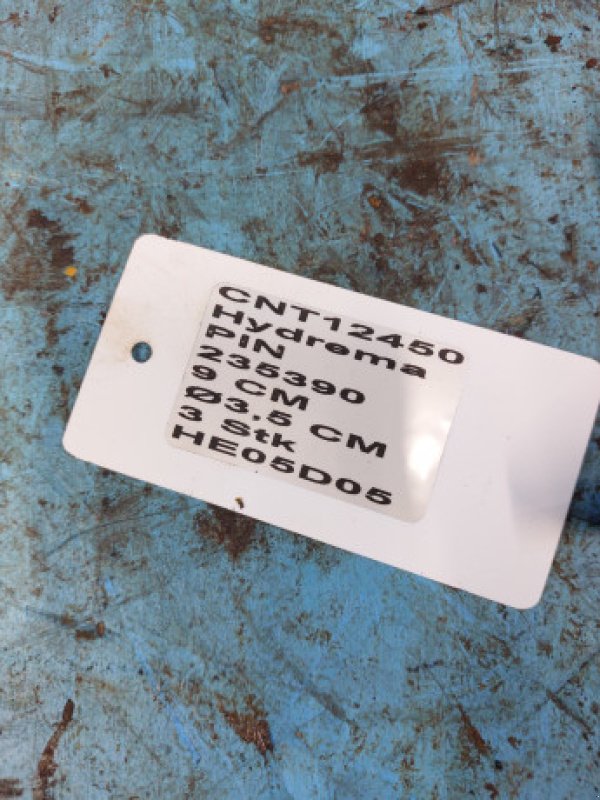 CNT12450
Hydrema
PIN
235390
9 CM
Ø3.5 CM
3 Stk
HE05D05